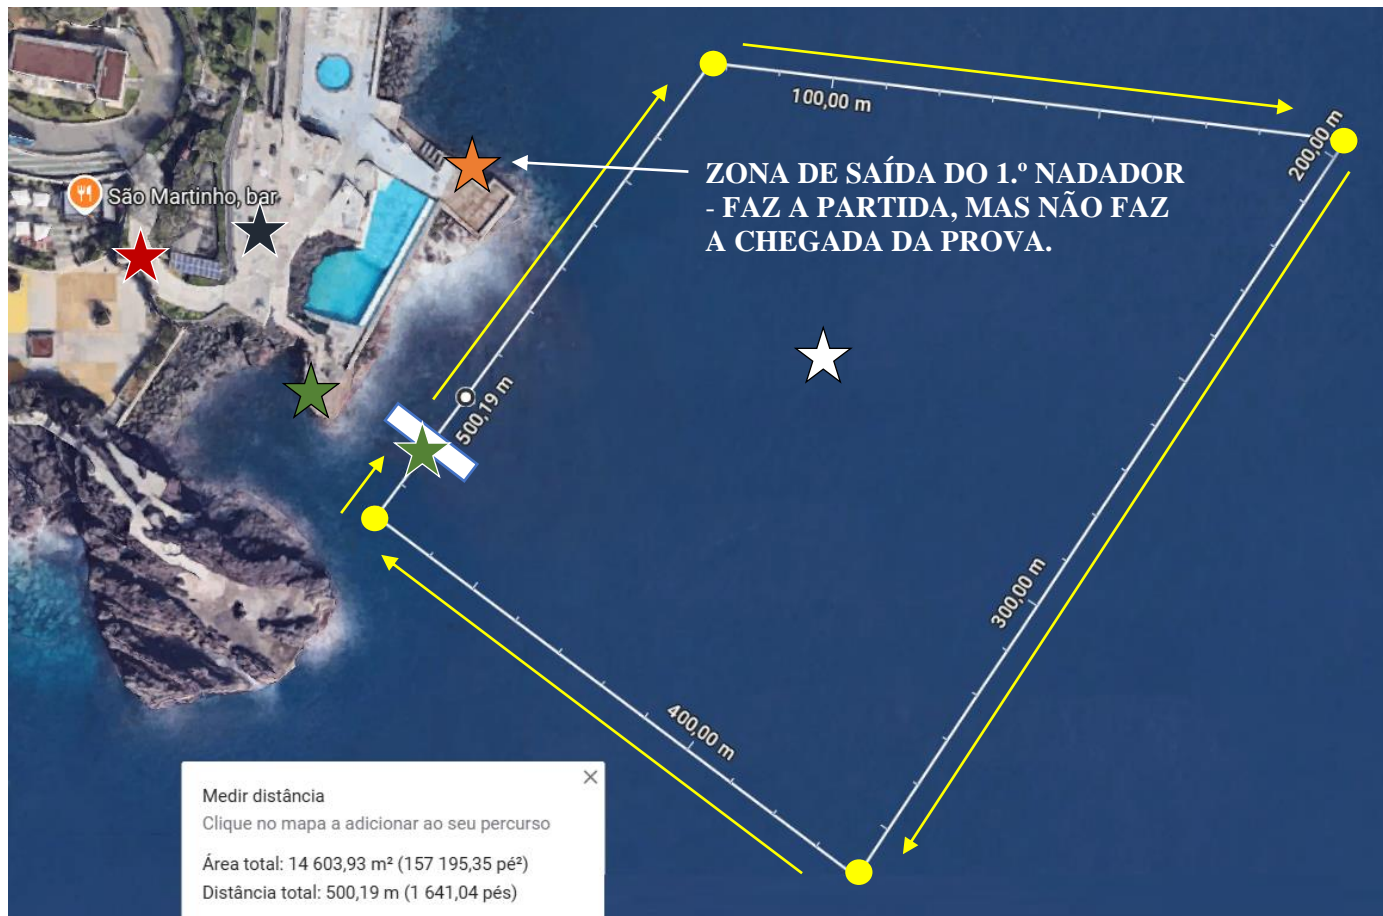 100,00 m
200,00 m
ZONA DE SAÍDA DO 1.º NADADOR
- FAZ A PARTIDA, MAS NÃO FAZ
A CHEGADA DA PROVA.
São Martinho, bar
500,19 m
300,00 m
400,00 m
Medir distância
Clique no mapa a adicionar ao seu percurso
Área total: 14 603,93 m² (157 195,35 pé²)
Distância total: 500,19 m (1 641,04 pés)